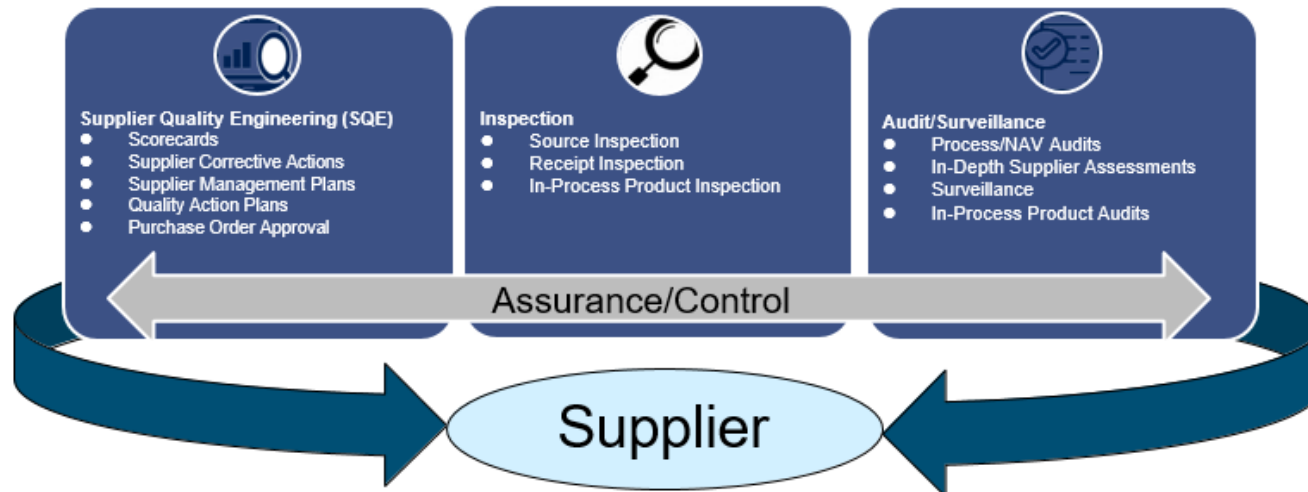 Supplier Quality Engineering (SQE)
Scorecards
Supplier Corrective Actions
Supplier Management Plans
Quality Action Plans
Purchase Order Approval
Inspection
Source Inspection
Receipt Inspection
In-Process Product Inspection
Audit/Surveillance
Process/NAV Audits
In-Depth Supplier Assessments
Surveillance
In-Process Product Audits
Assurance/Control
Supplier